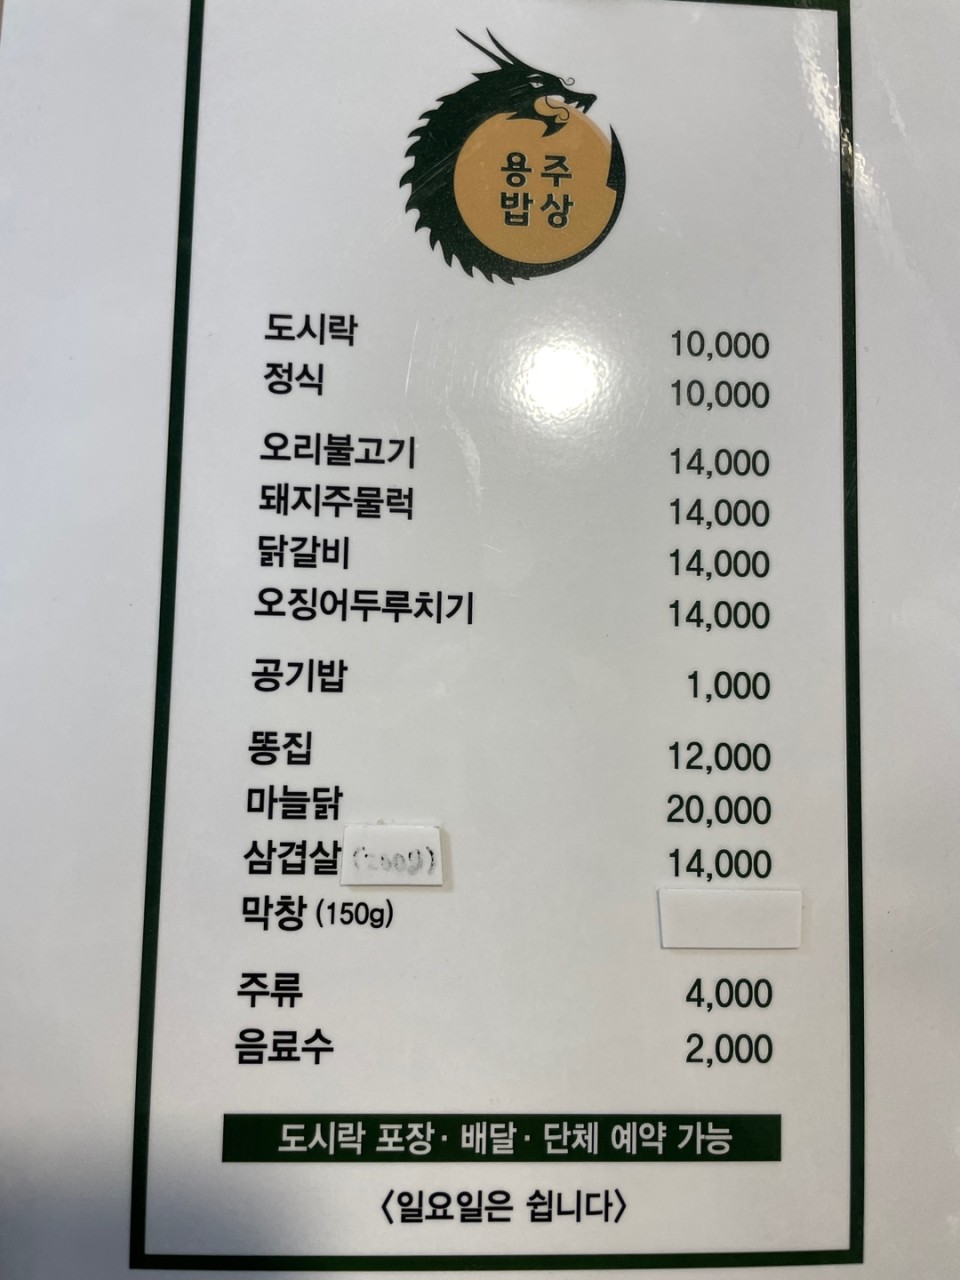 용주
밥상
도시락 10,000
정식 10,000
오리불고기 14,000
돼지주물럭 14,000
닭갈비 14,000
오징어두루치기 14,000
공기밥 1,000
똥집 12,000
마늘닭 20,000
삼겹살 (200g) 14,000
막창 (150g)
주류 4,000
음료수 2,000
도시락 포장· 배달· 단체 예약 가능
<일요일은 쉽니다>